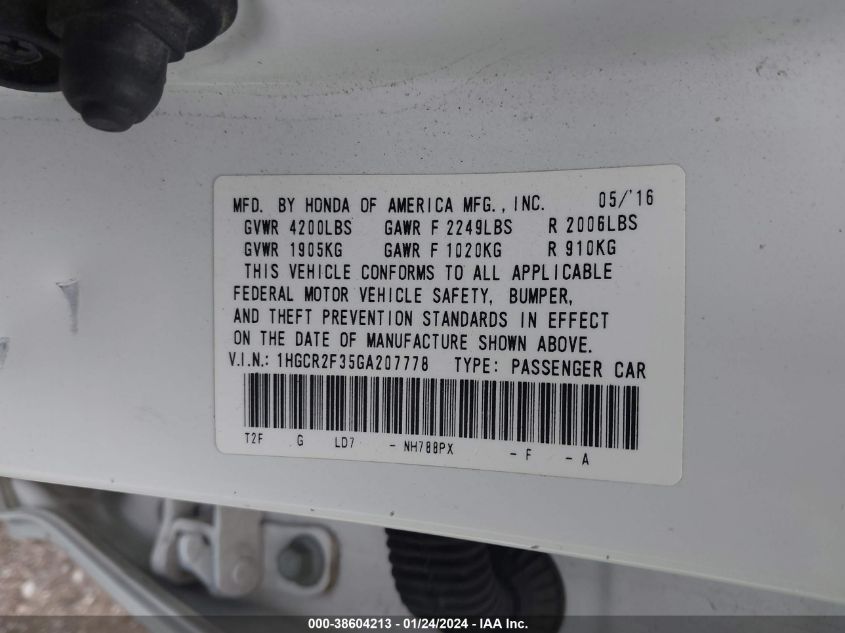 MFD. BY HONDA OF AMERICA MFG., INC. 05/'16
GVWR 4200LBS GAWR F 2249LBS R 2006LBS
GVWR 1905KG GAWR F 1020KG R 910KG
THIS VEHICLE CONFORMS TO ALL APPLICABLE
FEDERAL MOTOR VEHICLE SAFETY, BUMPER,
AND THEFT PREVENTION STANDARDS IN EFFECT
ON THE DATE OF MANUFACTURE SHOWN ABOVE.
V.I.N.: 1HGCR2F35GA207778 TYPE: PASSENGER CAR
T2F G LD7 - NH788PX - F - A
000-38604213 - 01/24/2024 - IAA Inc.